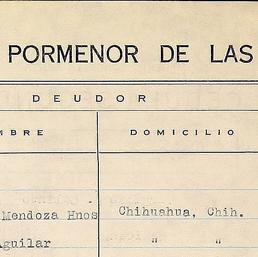 PORMENOR DE LAS
DEUDOR
MBRE DOMICILIO
Mendoza Hnos Chihuahua, Chih.
Aguilar " "